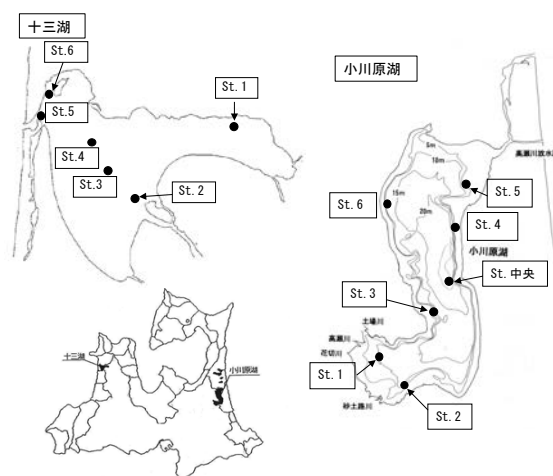 十三湖
St.6
St.1
St.5
St.4
St.3
St.2
小川原湖
高瀬川放水路
5m
10m
15m
20m
St.5
St.6
St.4
小川原湖
St.中央
St.3
土場川
高瀬川
花切川
St.1
砂土路川
St.2
十三湖
小川原湖